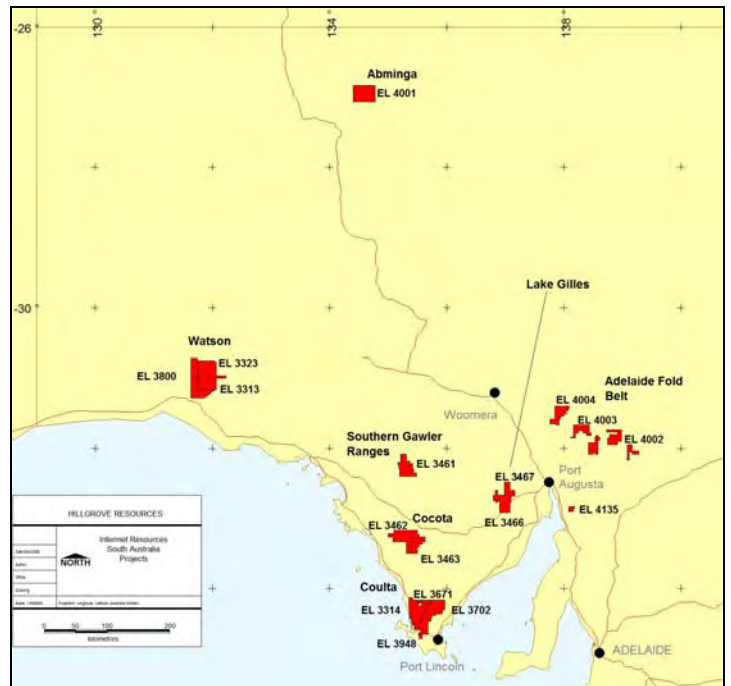 130
134
138
-26°
Abminga
EL 4001
-30°
Lake Gilles
Watson
EL 3323
EL 3800
EL 3313
Adelaide Fold
Belt
EL 4004
EL 4003
EL 4002
Woomera
Southern Gawler
Ranges
EL 3461
EL 3467
Port
Augusta
EL 3466
EL 4135
EL 3462
Cocota
EL 3463
Coulta
EL 3671
EL 3314
EL 3702
EL 3948
Port Lincoln
ADELAIDE
HILLGROVE RESOURCES
Internet Resources
South Australia
Projects
NORTH
0 50 100 200
kilometres